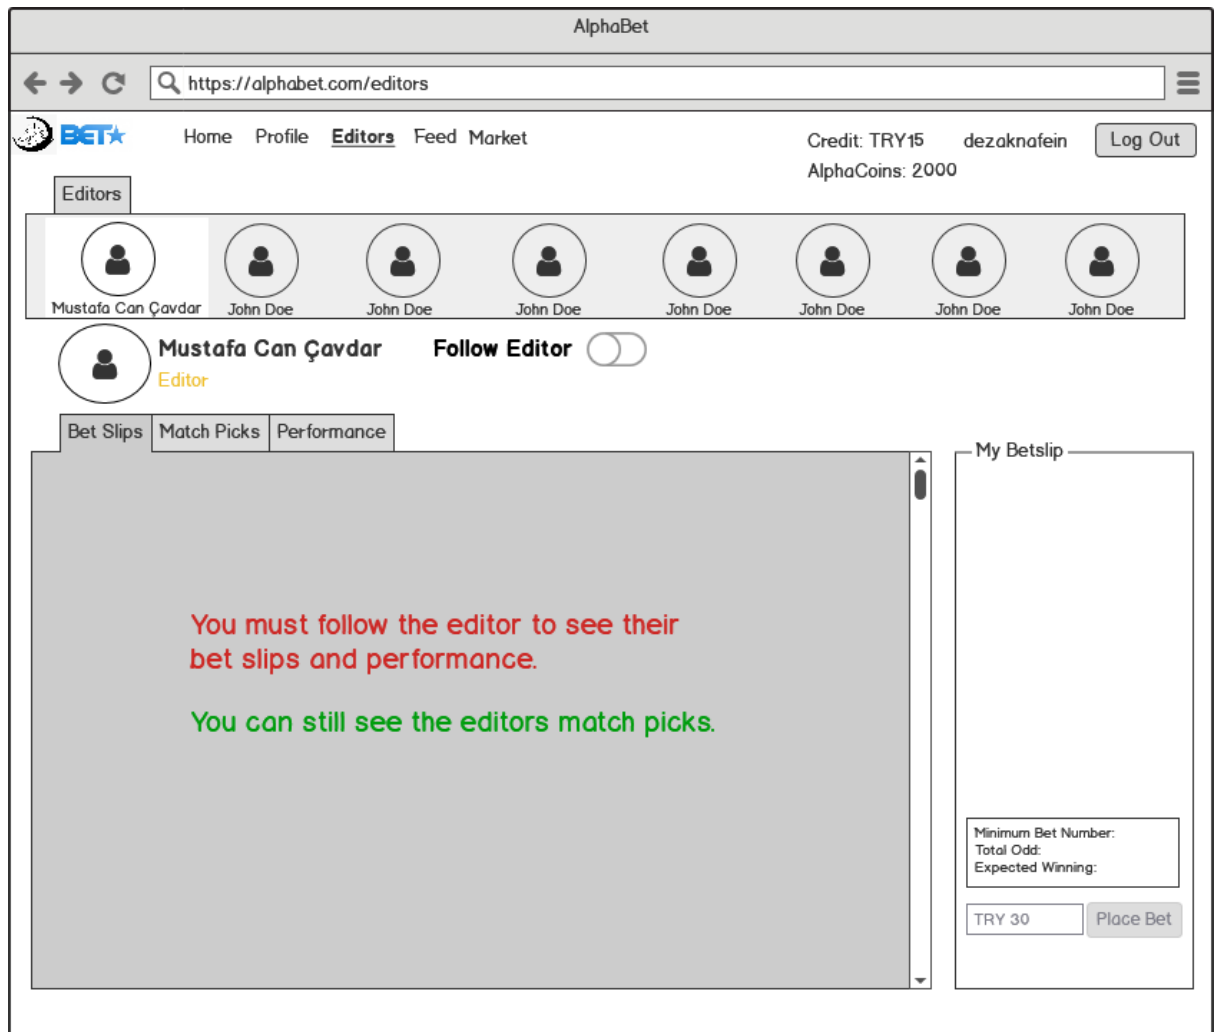 AlphaBet
https://alphabet.com/editors
BET
Home Profile Editors Feed Market
Credit: TRY15 dezaknafein Log Out
AlphaCoins: 2000
Editors
Mustafa Can Çavdar John Doe John Doe John Doe John Doe John Doe John Doe John Doe
Mustafa Can Çavdar Follow Editor
Editor
Bet Slips Match Picks Performance
My Betslip
You must follow the editor to see their
bet slips and performance.
You can still see the editors match picks.
Minimum Bet Number:
Total Odd:
Expected Winning:
TRY 30 Place Bet